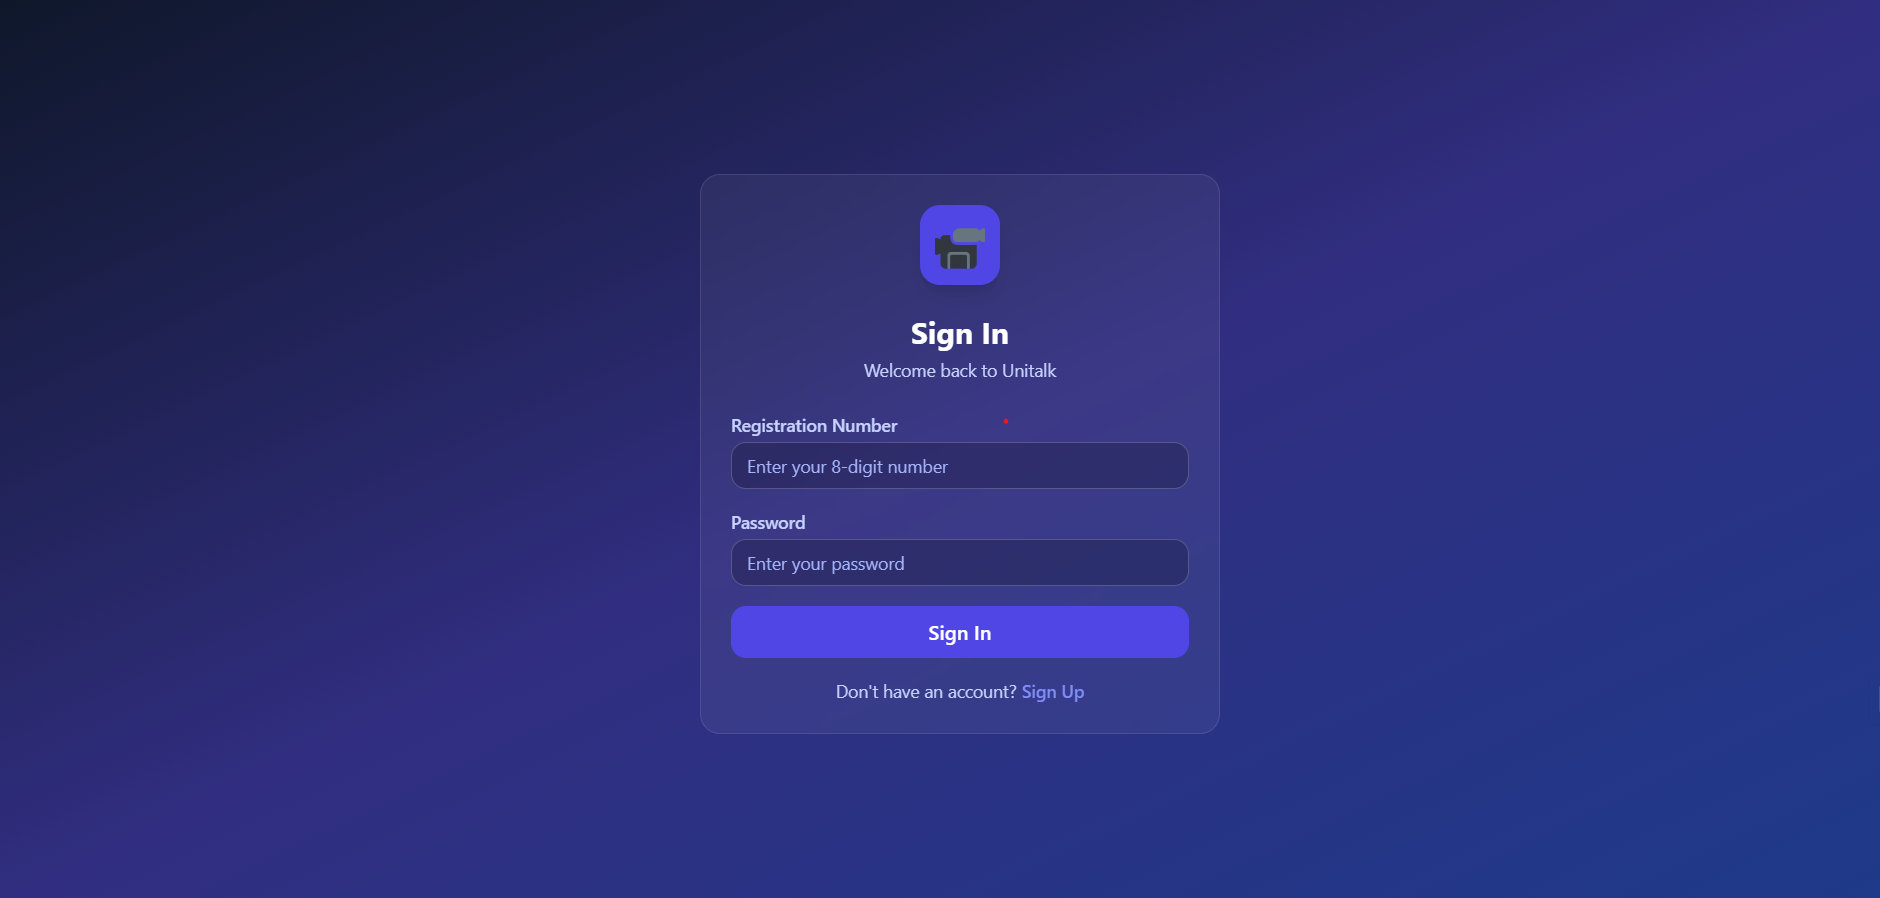 Sign In
Welcome back to Unitalk
Registration Number
Enter your 8-digit number
Password
Enter your password
Sign In
Don't have an account? Sign Up